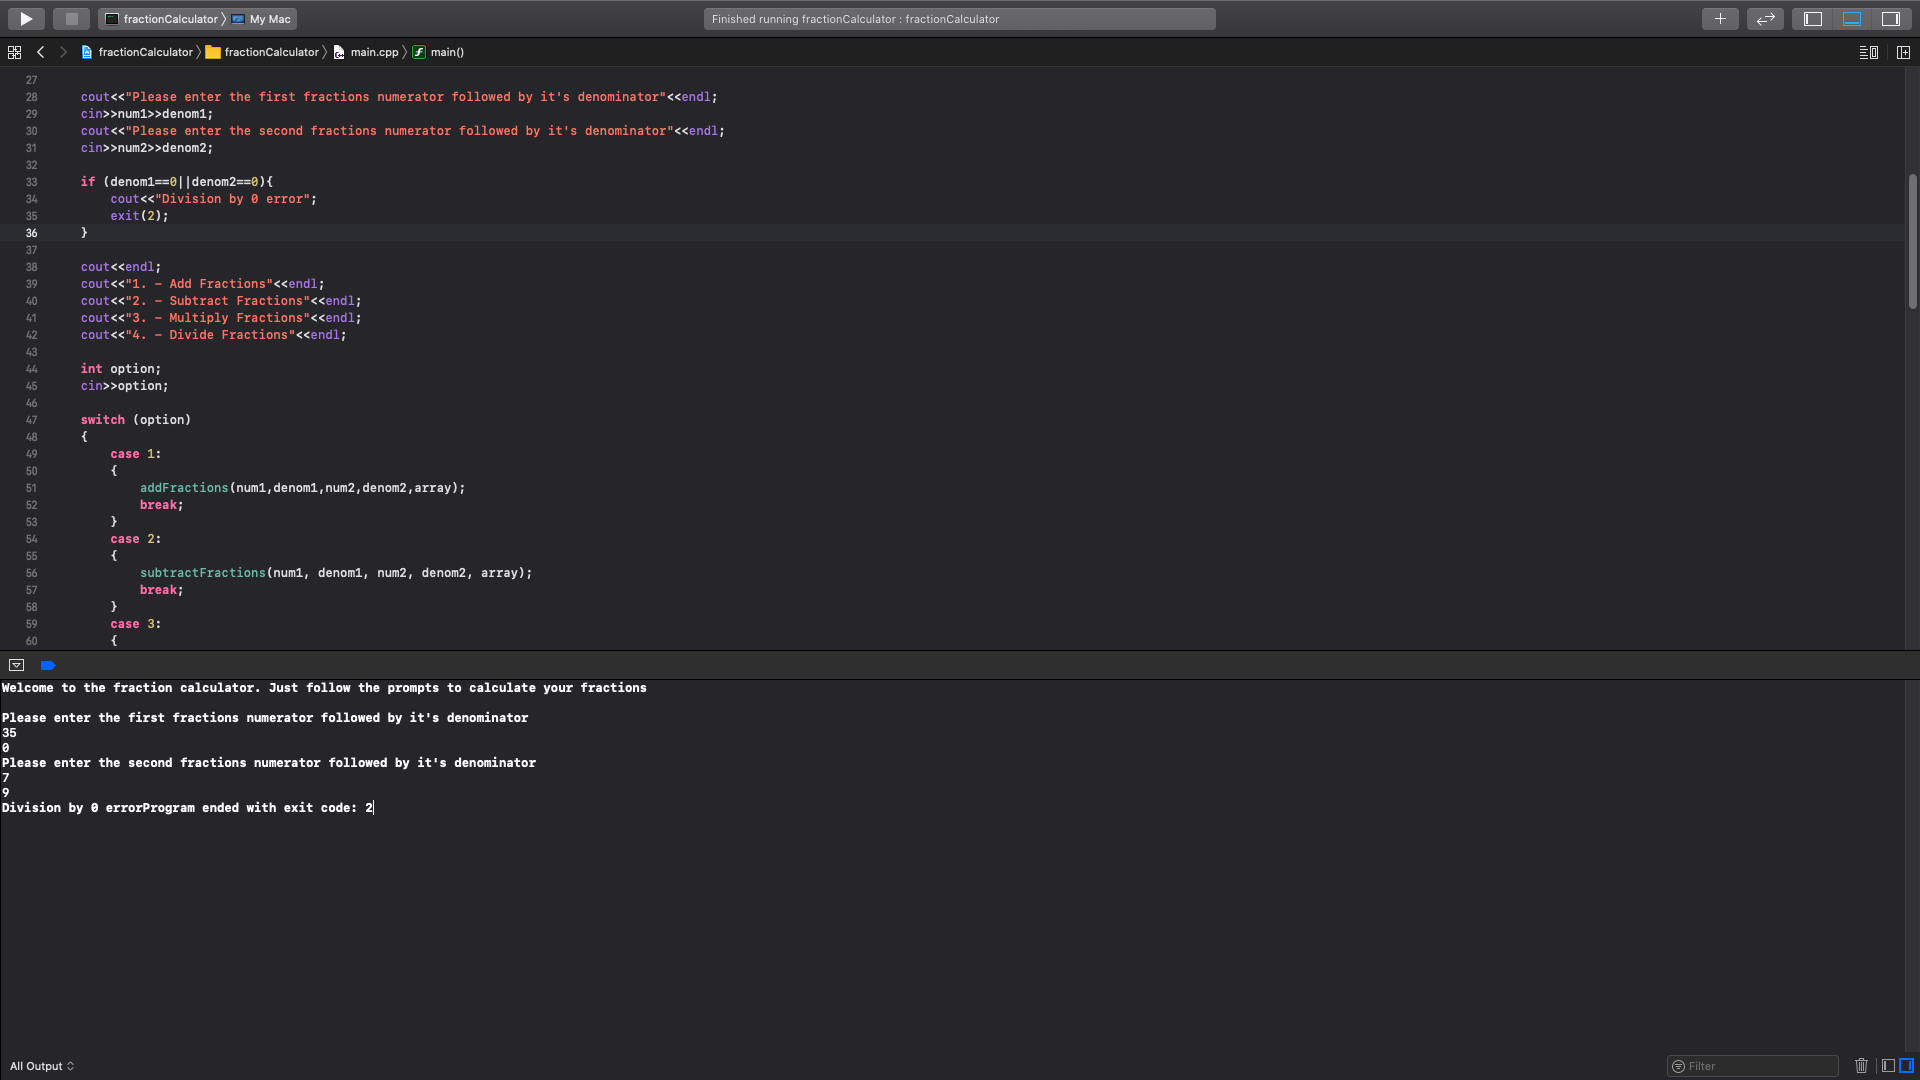 fractionCalculator > My Mac
Finished running fractionCalculator : fractionCalculator
fractionCalculator > fractionCalculator > main.cpp > main()
27
28 cout<<"Please enter the first fractions numerator followed by it's denominator"<<endl;
29 cin>>num1>>denom1;
30 cout<<"Please enter the second fractions numerator followed by it's denominator"<<endl;
31 cin>>num2>>denom2;
32
33 if (denom1==0||denom2==0){
34 cout<<"Division by 0 error";
35 exit(2);
36 }
37
38 cout<<endl;
39 cout<<"1. - Add Fractions"<<endl;
40 cout<<"2. - Subtract Fractions"<<endl;
41 cout<<"3. - Multiply Fractions"<<endl;
42 cout<<"4. - Divide Fractions"<<endl;
43
44 int option;
45 cin>>option;
46
47 switch (option)
48 {
49 case 1:
50 {
51 addFractions(num1,denom1,num2,denom2,array);
52 break;
53 }
54 case 2:
55 {
56 subtractFractions(num1, denom1, num2, denom2, array);
57 break;
58 }
59 case 3:
60 {
Welcome to the fraction calculator. Just follow the prompts to calculate your fractions
Please enter the first fractions numerator followed by it's denominator
35
0
Please enter the second fractions numerator followed by it's denominator
7
9
Division by 0 errorProgram ended with exit code: 2
All Output
Filter